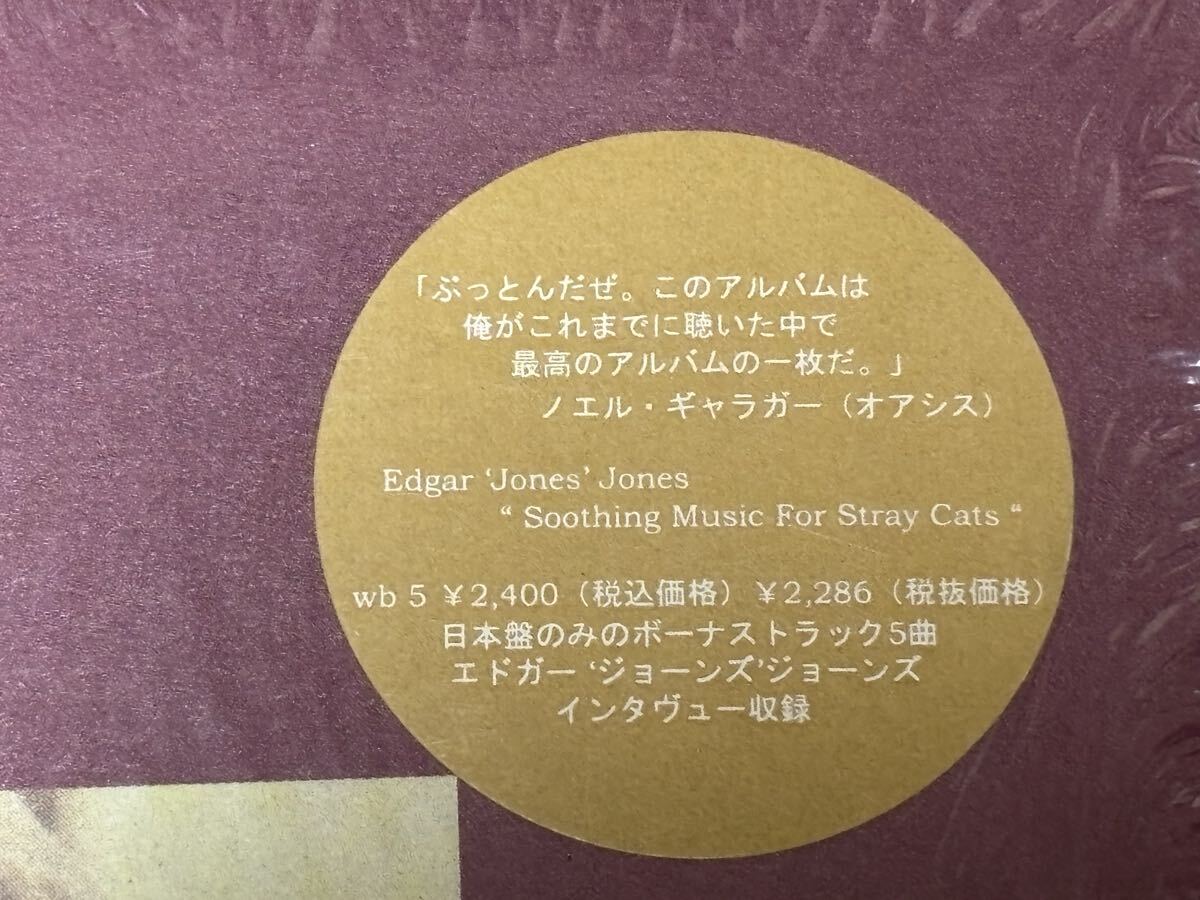 「ぶっとんだぜ。このアルバムは
俺がこれまでに聴いた中で
最高のアルバムの一枚だ。」
ノエル・ギャラガー（オアシス）
Edgar ‘Jones’ Jones
“ Soothing Music For Stray Cats “
wb 5 ¥2,400（税込価格）¥2,286（税抜価格）
日本盤のみのボーナストラック5曲
エドガー ‘ジョーンズ’ジョーンズ
インタヴュー収録